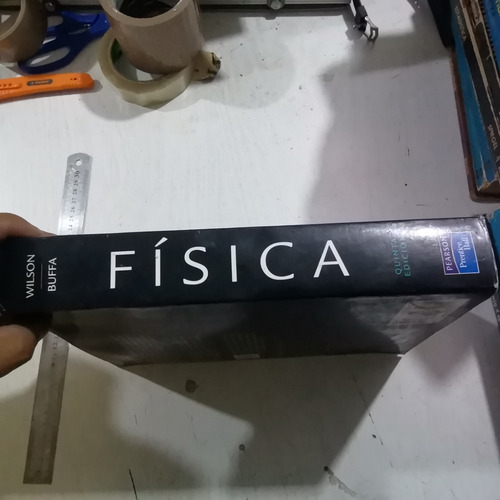 WILSON
BUFFA
FÍSICA
QUINTA
EDICIÓN
PEARSON
Prentice
Hall